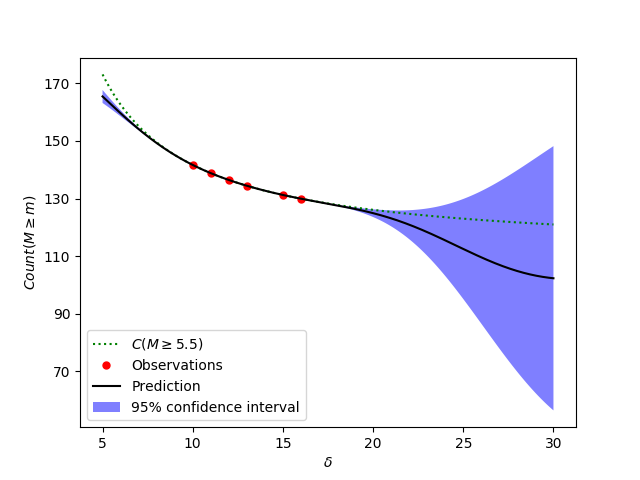 170
150
130
110
90
70
Count(M ≥ m)
C(M ≥ 5.5)
Observations
Prediction
95% confidence interval
5 10 15 20 25 30
δ